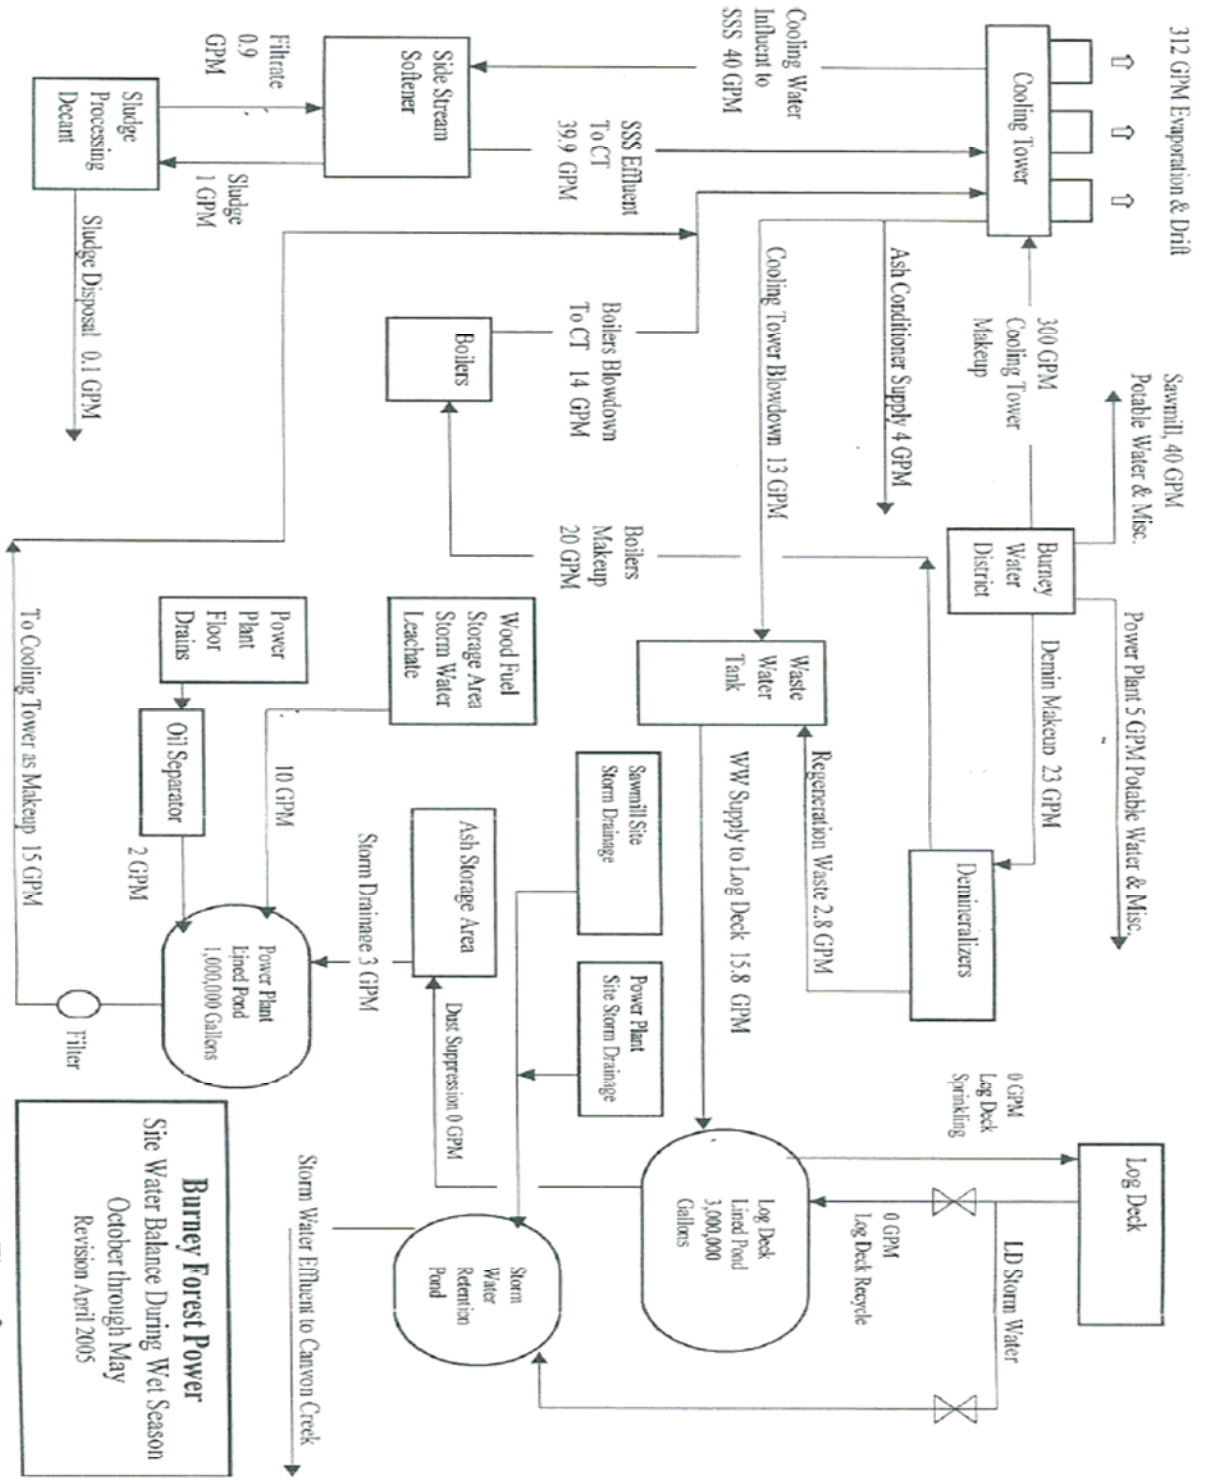 312 GPM Evaporation & Drift
Cooling Tower
Cooling Water
Influent to
SSS 40 GPM
Side Stream
Softener
Filtrate
0.9
GPM
Sludge
Processing
Decant
SSS Effluent
To CT
39.9 GPM
Sludge
1 GPM
Sludge Disposal 0.1 GPM
Sawmill, 40 GPM
Potable Water & Misc.
300 GPM
Cooling Tower
Makeup
Ash Conditioner Supply 4 GPM
Cooling Tower Blowdown 13 GPM
Boilers Blowdown
To CT 14 GPM
Boilers
Burney
Water
District
Power Plant 5 GPM Potable Water & Misc.
Demin Makeup 23 GPM
Boilers
Makeup
20 GPM
Demineralizers
Regeneration Waste 2.8 GPM
Waste
Water
Tank
WW Supply to Log Deck 15.8 GPM
Wood Fuel
Storage Area
Storm Water
Leachate
Power
Plant
Floor
Drains
Oil Separator
10 GPM
2 GPM
To Cooling Tower as Makeup 15 GPM
Sawmill Site
Storm Drainage
Power Plant
Site Storm Drainage
Ash Storage Area
Storm Drainage 3 GPM
Dust Suppression 0 GPM
Power Plant
Lined Pond
1,000,000 Gallons
Filter
0 GPM
Log Deck
Sprinkling
Log Deck
LD Storm Water
0 GPM
Log Deck Recycle
Log Deck
Lined Pond
3,000,000
Gallons
Storm
Water
Retention
Pond
Storm Water Effluent to Canyon Creek
Burney Forest Power
Site Water Balance During Wet Season
October through May
Revision April 2005